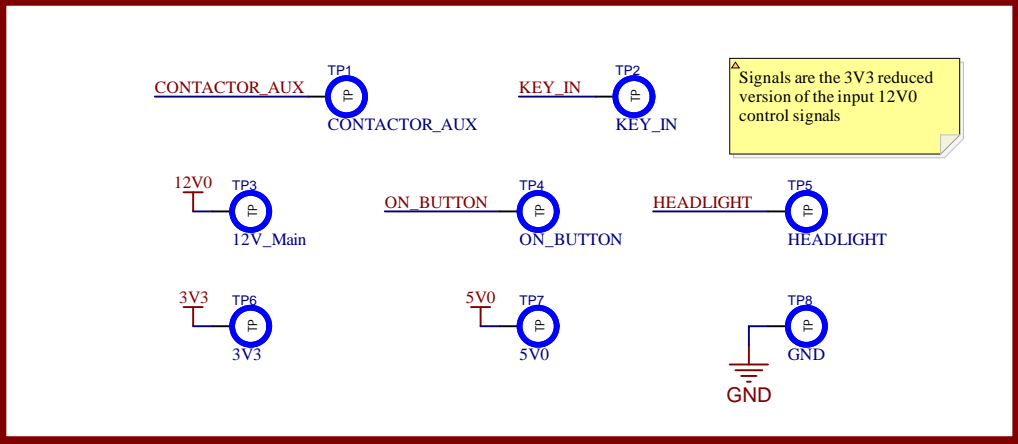 TP1
CONTACTOR_AUX
TP
CONTACTOR_AUX
TP2
KEY_IN
TP
KEY_IN
Signals are the 3V3 reduced
version of the input 12V0
control signals
12V0
TP3
TP
12V_Main
TP4
ON_BUTTON
TP
ON_BUTTON
TP5
HEADLIGHT
TP
HEADLIGHT
3V3
TP6
TP
3V3
5V0
TP7
TP
5V0
TP8
TP
GND
GND